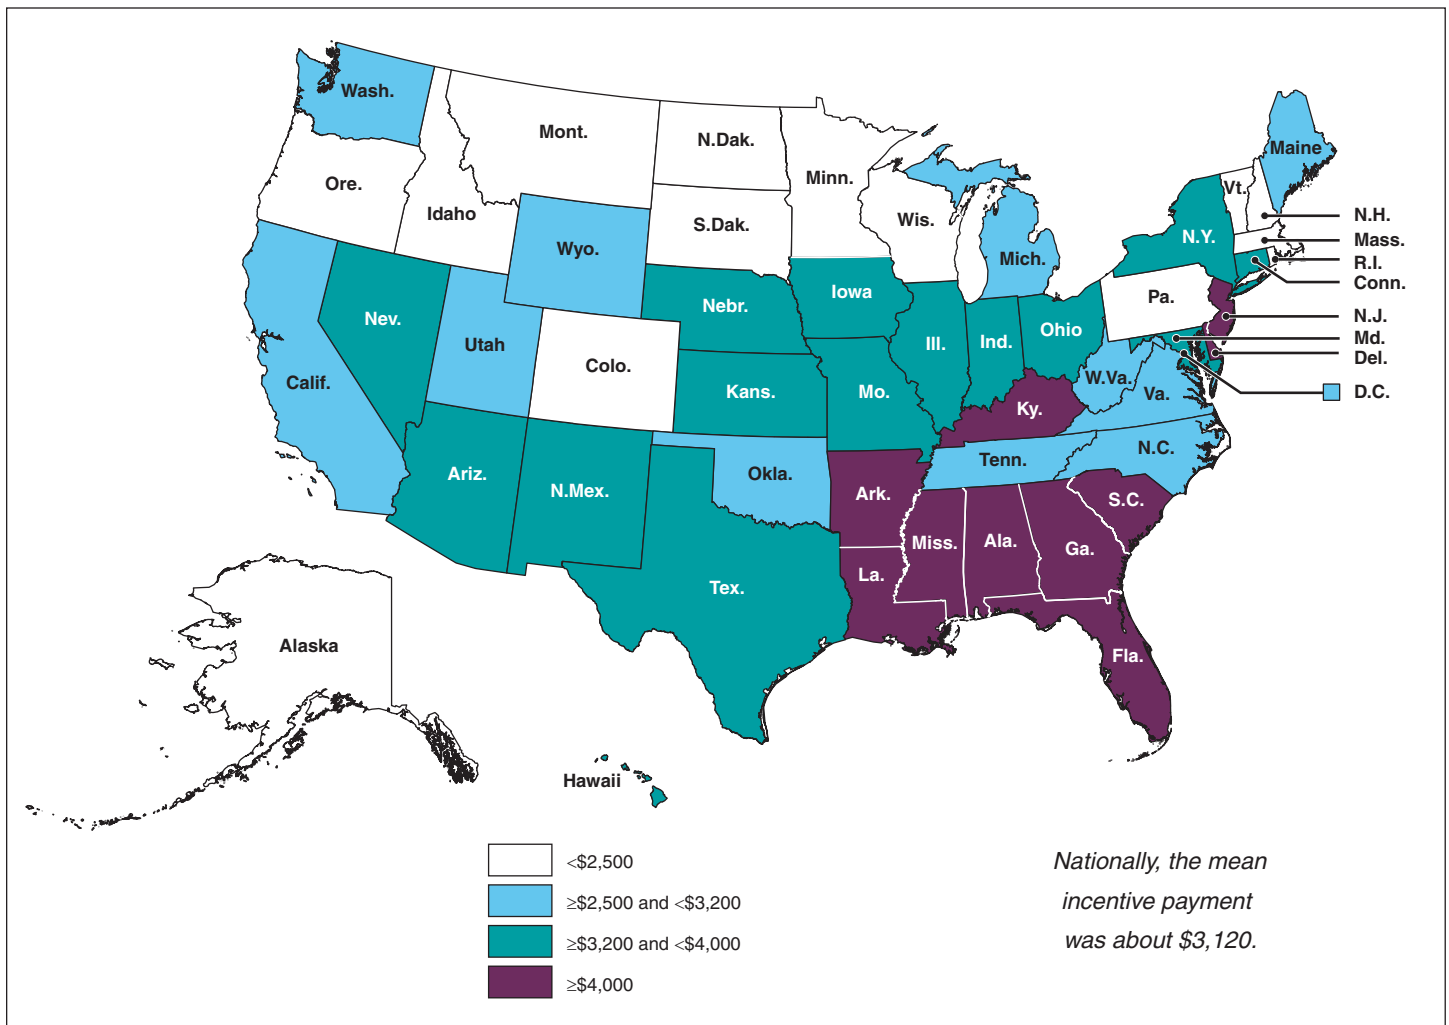 Wash.
Mont.
N.Dak.
Minn.
Maine
Ore.
Idaho
S.Dak.
Wis.
Vt.
N.H.
Mass.
R.I.
Conn.
Wyo.
Mich.
N.Y.
Nev.
Utah
Nebr.
Iowa
Pa.
N.J.
Md.
Del.
D.C.
Calif.
Colo.
Kans.
Mo.
Ill.
Ind.
Ohio
W.Va.
Va.
Ky.
Ariz.
N.Mex.
Okla.
Ark.
Tenn.
N.C.
S.C.
Tex.
La.
Miss.
Ala.
Ga.
Fla.
Alaska
Hawaii
<$2,500
≥$2,500 and <$3,200
≥$3,200 and <$4,000
≥$4,000
Nationally, the mean
incentive payment
was about $3,120.